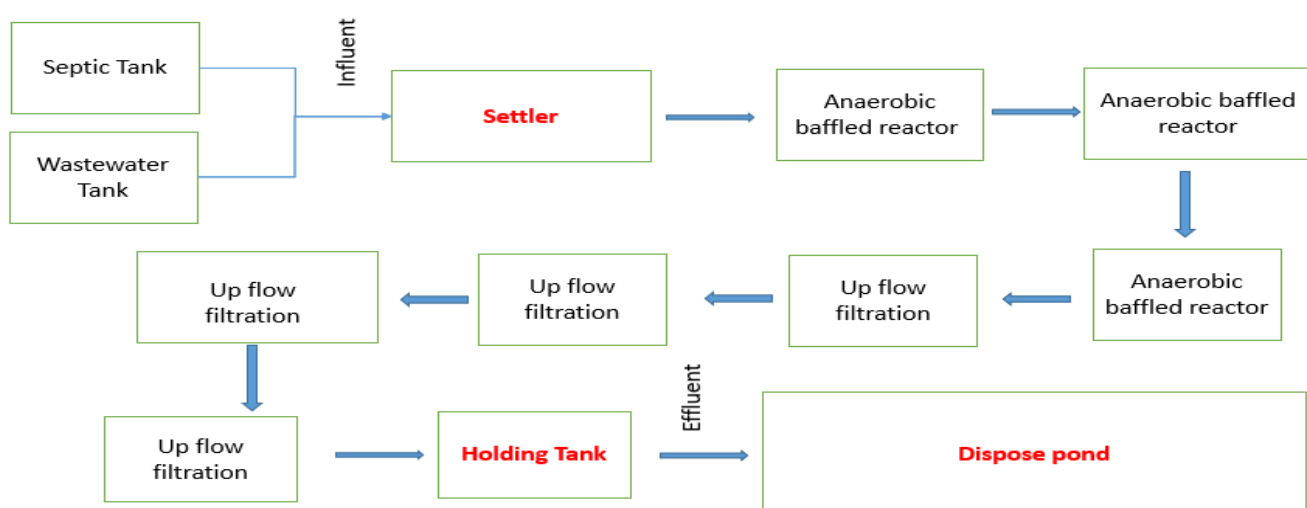 Septic Tank
Wastewater
Tank
Influent
Settler
Anaerobic
baffled reactor
Anaerobic baffled
reactor
Anaerobic
baffled reactor
Up flow
filtration
Up flow
filtration
Up flow
filtration
Up flow
filtration
Holding Tank
Effluent
Dispose pond